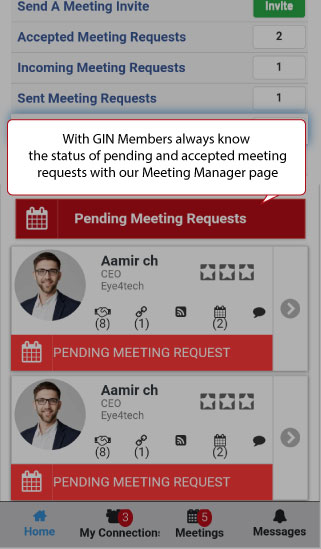 Send A Meeting Invite Invite
Accepted Meeting Requests 2
Incoming Meeting Requests 1
Sent Meeting Requests 1
With GIN Members always know
the status of pending and accepted meeting
requests with our Meeting Manager page
Pending Meeting Requests
Aamir ch
CEO
Eye4tech
(8) (1) (2)
PENDING MEETING REQUEST
Aamir ch
CEO
Eye4tech
(8) (1) (2)
PENDING MEETING REQUEST
3 5
Home My Connections Meetings Messages